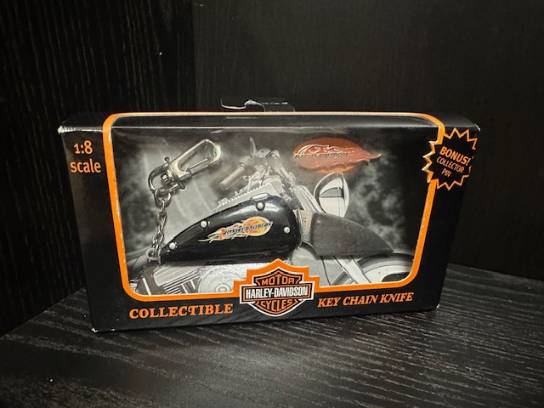 1:8
scale
BONUS!
COLLECTOR
PIN
MOTOR
HARLEY-DAVIDSON
CYCLES
COLLECTIBLE
KEY CHAIN KNIFE